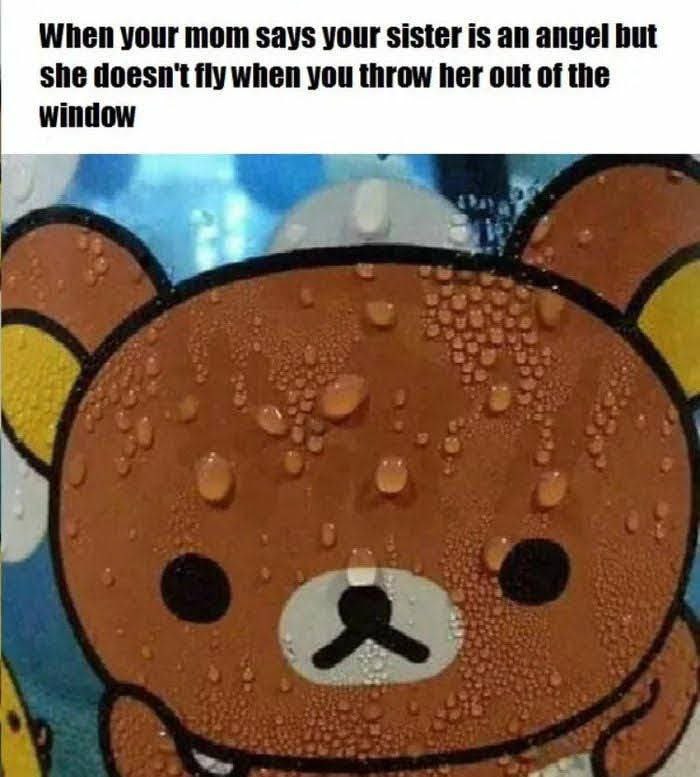 When your mom says your sister is an angel but
she doesn't fly when you throw her out of the
window